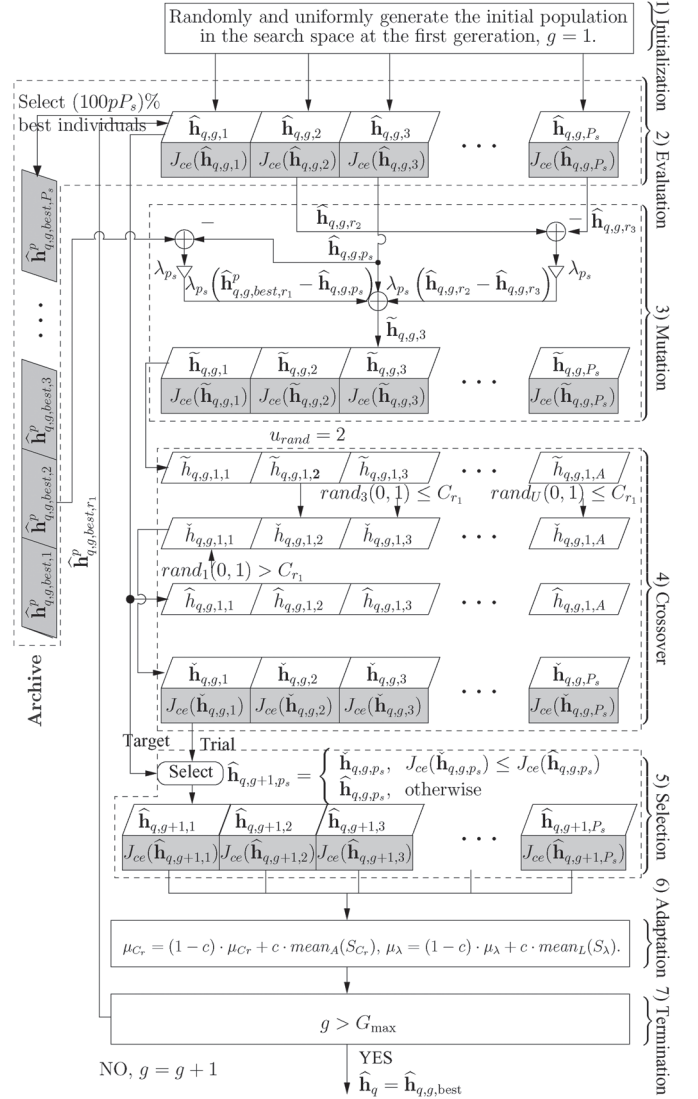 Randomly and uniformly generate the initial population
in the search space at the first gereration, g = 1.
1) Initialization
Select (100pP_s)%
best individuals
ĥ_{q,g,1} ĥ_{q,g,2} ĥ_{q,g,3} ··· ĥ_{q,g,P_s}
J_{ce}(ĥ_{q,g,1}) J_{ce}(ĥ_{q,g,2}) J_{ce}(ĥ_{q,g,3}) J_{ce}(ĥ_{q,g,P_s})
2) Evaluation
ĥ^p_{q,g,best,P_s}
···
ĥ^p_{q,g,best,3}
ĥ^p_{q,g,best,2}
ĥ^p_{q,g,best,1}
Archive
ĥ^p_{q,g,best,r_1}
ĥ_{q,g,r_2} − ĥ_{q,g,r_3}
− ĥ_{q,g,p_s}
λ_{p_s} λ_{p_s}(ĥ^p_{q,g,best,r_1} − ĥ_{q,g,p_s}) λ_{p_s}(ĥ_{q,g,r_2} − ĥ_{q,g,r_3}) λ_{p_s}
h̃_{q,g,3}
h̃_{q,g,1} h̃_{q,g,2} h̃_{q,g,3} ··· h̃_{q,g,P_s}
J_{ce}(h̃_{q,g,1}) J_{ce}(h̃_{q,g,2}) J_{ce}(h̃_{q,g,3}) J_{ce}(h̃_{q,g,P_s})
3) Mutation
u_{rand} = 2
h̃_{q,g,1,1} h̃_{q,g,1,2} h̃_{q,g,1,3} ··· h̃_{q,g,1,A}
rand_3(0,1) ≤ C_{r_1} rand_U(0,1) ≤ C_{r_1}
ȟ_{q,g,1,1} ȟ_{q,g,1,2} ȟ_{q,g,1,3} ··· ȟ_{q,g,1,A}
rand_1(0,1) > C_{r_1}
ĥ_{q,g,1,1} ĥ_{q,g,1,2} ĥ_{q,g,1,3} ··· ĥ_{q,g,1,A}
ȟ_{q,g,1} ȟ_{q,g,2} ȟ_{q,g,3} ··· ȟ_{q,g,P_s}
J_{ce}(ȟ_{q,g,1}) J_{ce}(ȟ_{q,g,2}) J_{ce}(ȟ_{q,g,3}) J_{ce}(ȟ_{q,g,P_s})
4) Crossover
Target Trial
Select
ĥ_{q,g+1,p_s} = { ȟ_{q,g,p_s}, J_{ce}(ȟ_{q,g,p_s}) ≤ J_{ce}(ĥ_{q,g,p_s})
ĥ_{q,g,p_s}, otherwise
ĥ_{q,g+1,1} ĥ_{q,g+1,2} ĥ_{q,g+1,3} ··· ĥ_{q,g+1,P_s}
J_{ce}(ĥ_{q,g+1,1}) J_{ce}(ĥ_{q,g+1,2}) J_{ce}(ĥ_{q,g+1,3}) J_{ce}(ĥ_{q,g+1,P_s})
5) Selection
μ_{C_r} = (1−c)·μ_{Cr} + c·mean_A(S_{C_r}), μ_λ = (1−c)·μ_λ + c·mean_L(S_λ).
6) Adaptation
g > G_{max}
7) Termination
YES
NO, g = g + 1
ĥ_q = ĥ_{q,g,best}